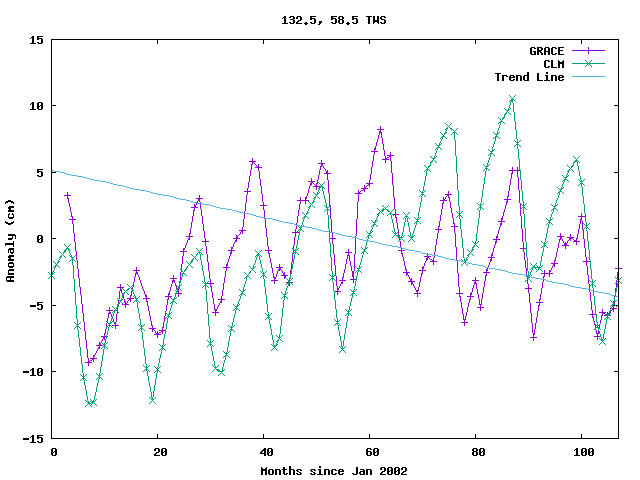 132.5, 58.5 TWS
GRACE
CLM
Trend Line
Anomaly (cm)
15
10
5
0
-5
-10
-15
0 20 40 60 80 100
Months since Jan 2002